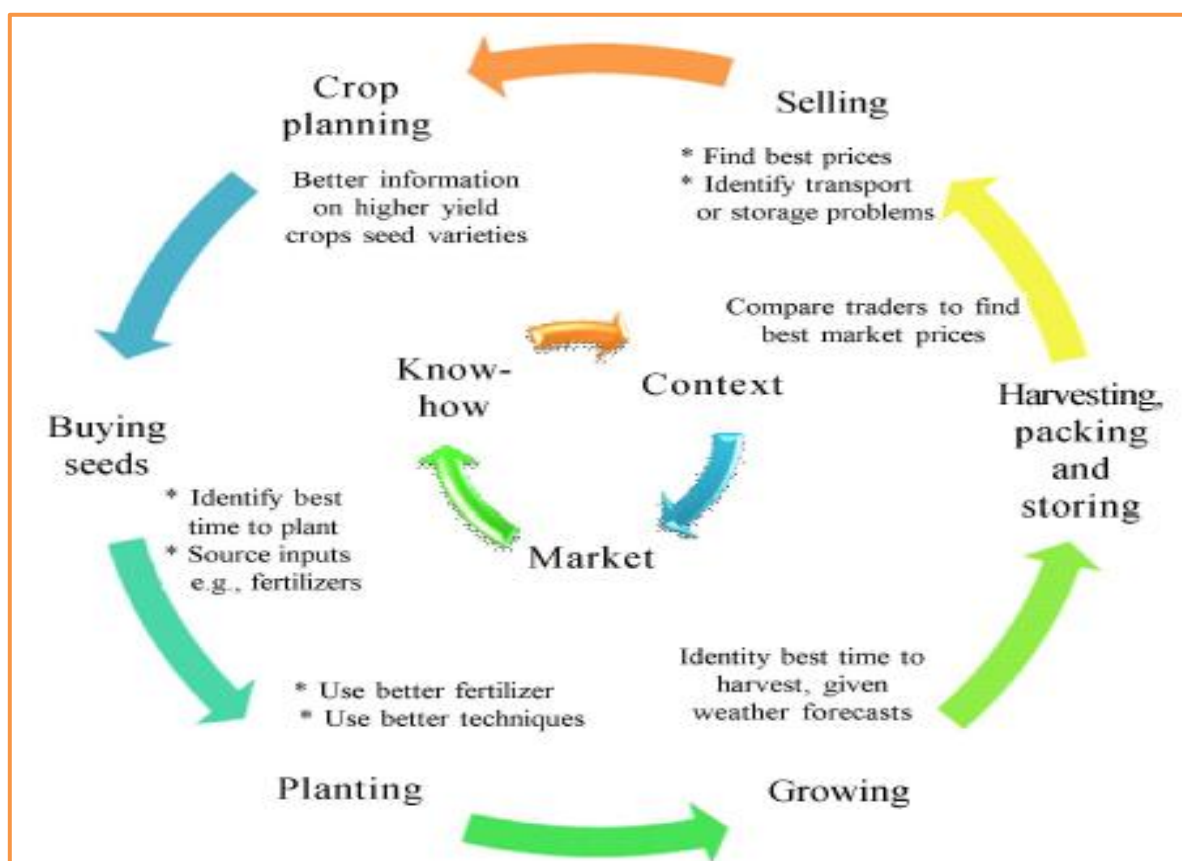 Crop
planning
Better information
on higher yield
crops seed varieties
Selling
* Find best prices
* Identify transport
or storage problems
Compare traders to find
best market prices
Know-
how
Context
Market
Buying
seeds
* Identify best
time to plant
* Source inputs
e.g., fertilizers
Harvesting,
packing
and
storing
* Use better fertilizer
* Use better techniques
Planting
Identity best time to
harvest, given
weather forecasts
Growing